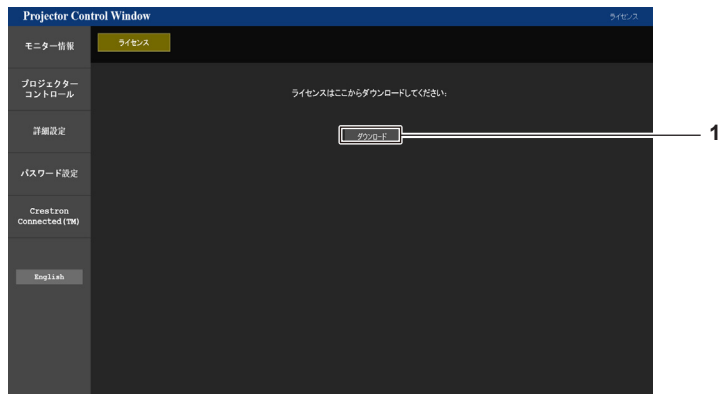 Projector Control Window
ライセンス
モニター情報
ライセンス
プロジェクター
コントロール
ライセンスはここからダウンロードしてください:
詳細設定
ダウンロード
1
パスワード設定
Crestron
Connected(TM)
English